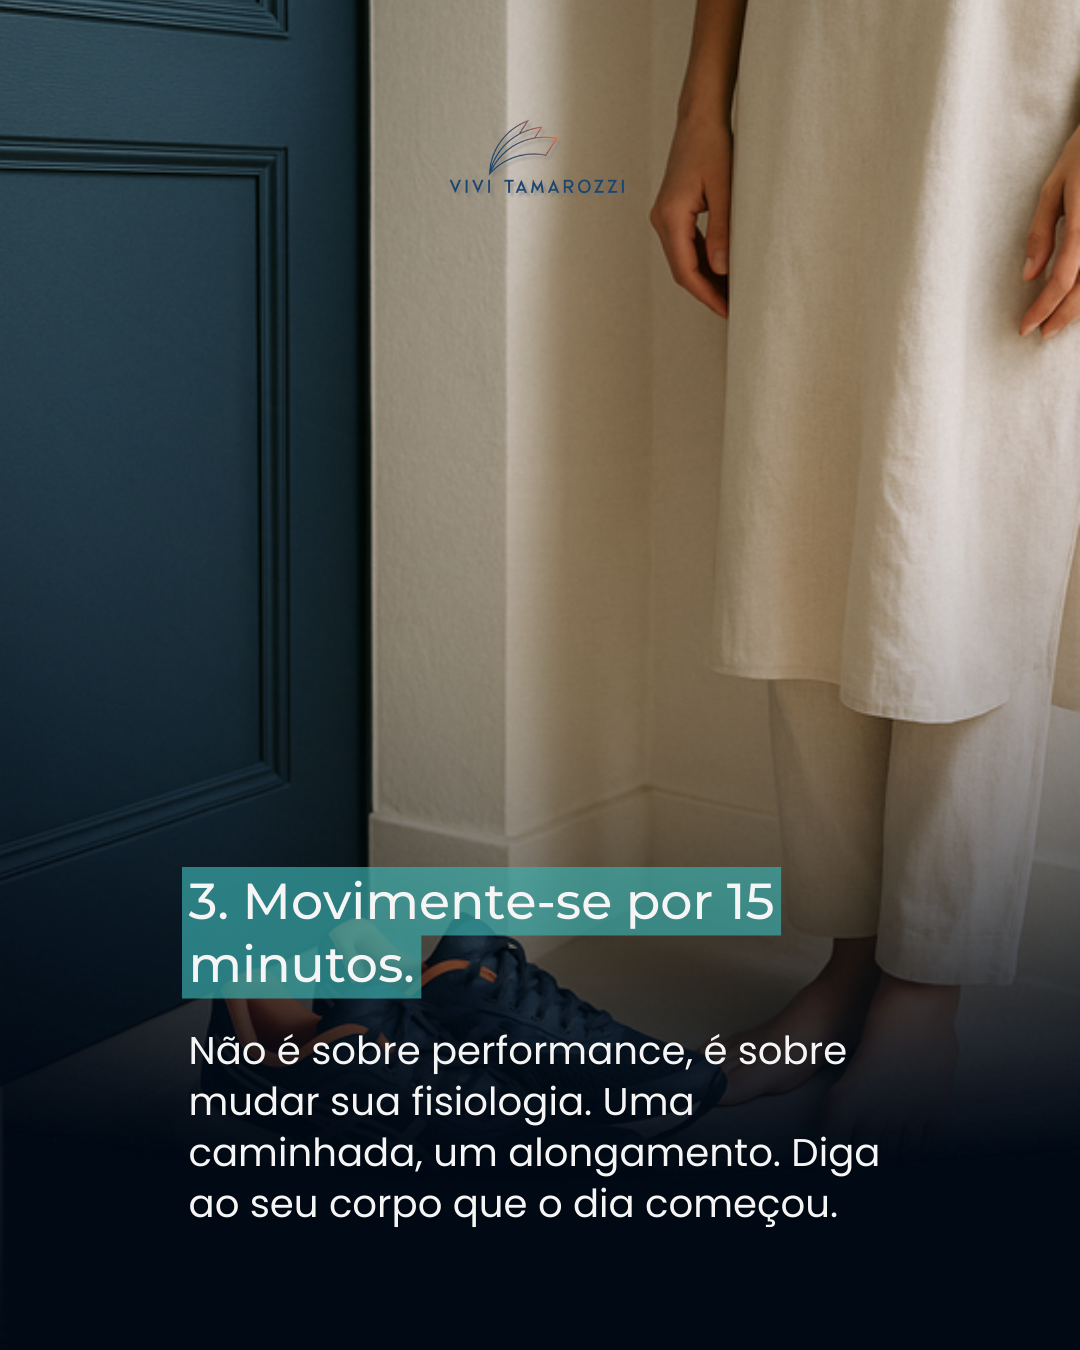 VIVI TAMAROZZI
3. Movimente-se por 15
minutos.
Não é sobre performance, é sobre
mudar sua fisiologia. Uma
caminhada, um alongamento. Diga
ao seu corpo que o dia começou.